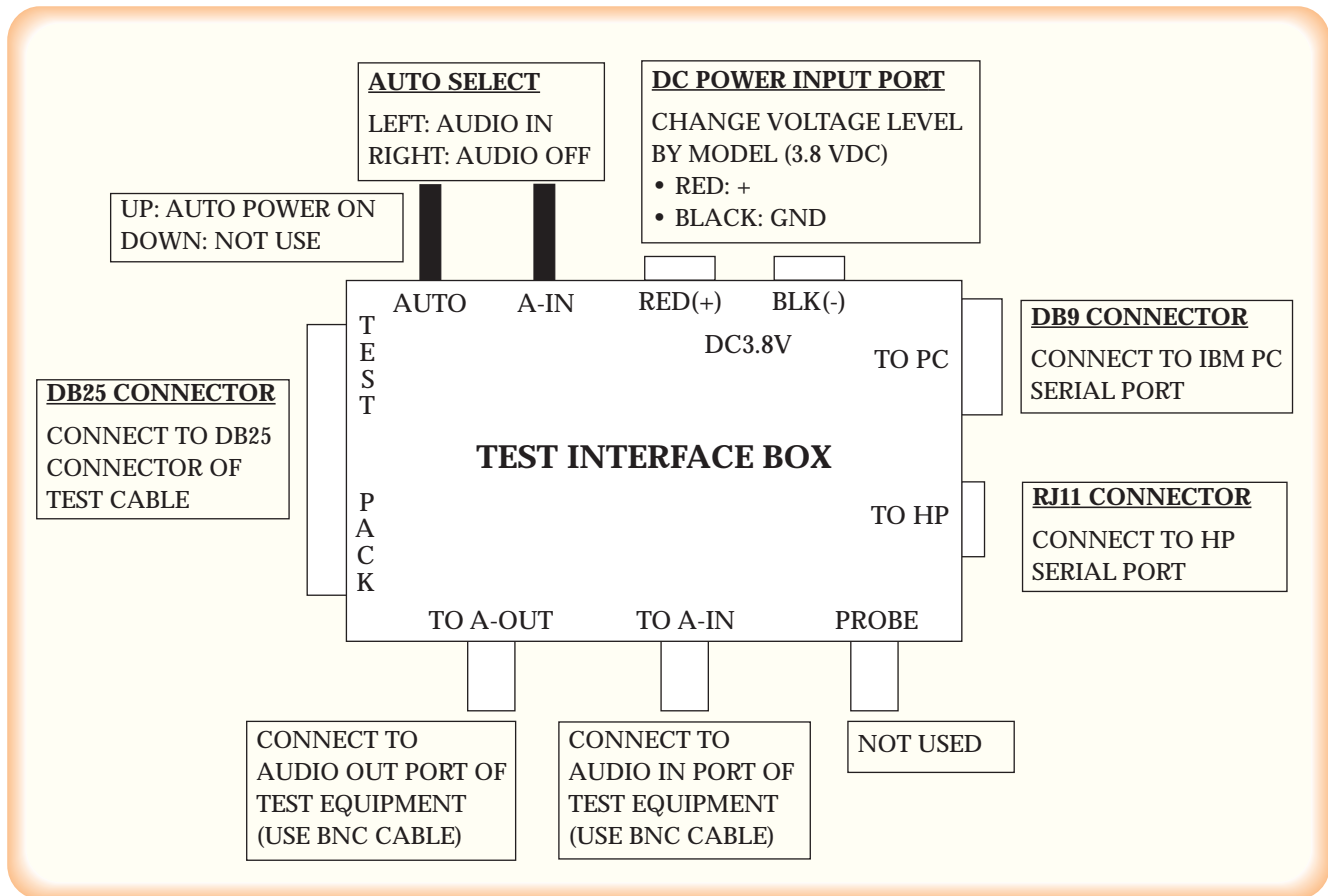 AUTO SELECT
LEFT: AUDIO IN
RIGHT: AUDIO OFF
DC POWER INPUT PORT
CHANGE VOLTAGE LEVEL
BY MODEL (3.8 VDC)
• RED: +
• BLACK: GND
UP: AUTO POWER ON
DOWN: NOT USE
AUTO
A-IN
RED(+)
BLK(-)
DC3.8V
TEST
PACK
TO PC
DB9 CONNECTOR
CONNECT TO IBM PC
SERIAL PORT
DB25 CONNECTOR
CONNECT TO DB25
CONNECTOR OF
TEST CABLE
TEST INTERFACE BOX
TO HP
RJ11 CONNECTOR
CONNECT TO HP
SERIAL PORT
TO A-OUT
TO A-IN
PROBE
CONNECT TO
AUDIO OUT PORT OF
TEST EQUIPMENT
(USE BNC CABLE)
CONNECT TO
AUDIO IN PORT OF
TEST EQUIPMENT
(USE BNC CABLE)
NOT USED